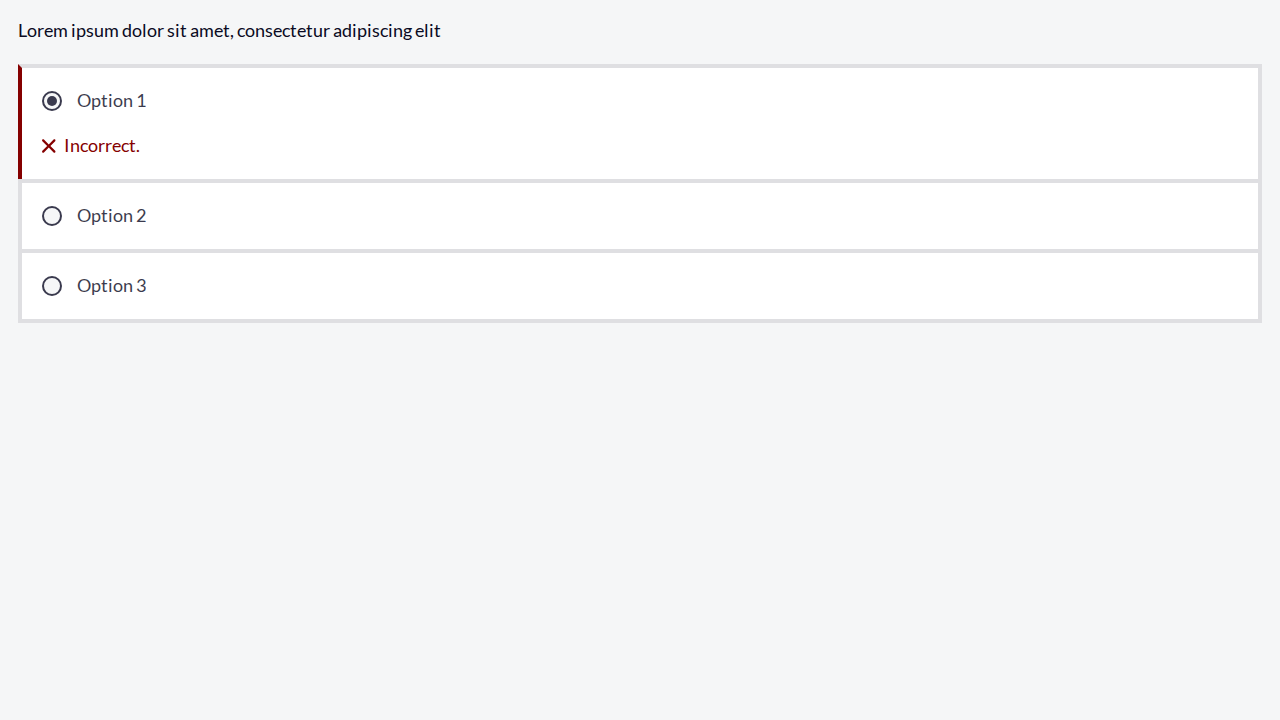 Lorem ipsum dolor sit amet, consectetur adipiscing elit
Option 1
Incorrect.
Option 2
Option 3